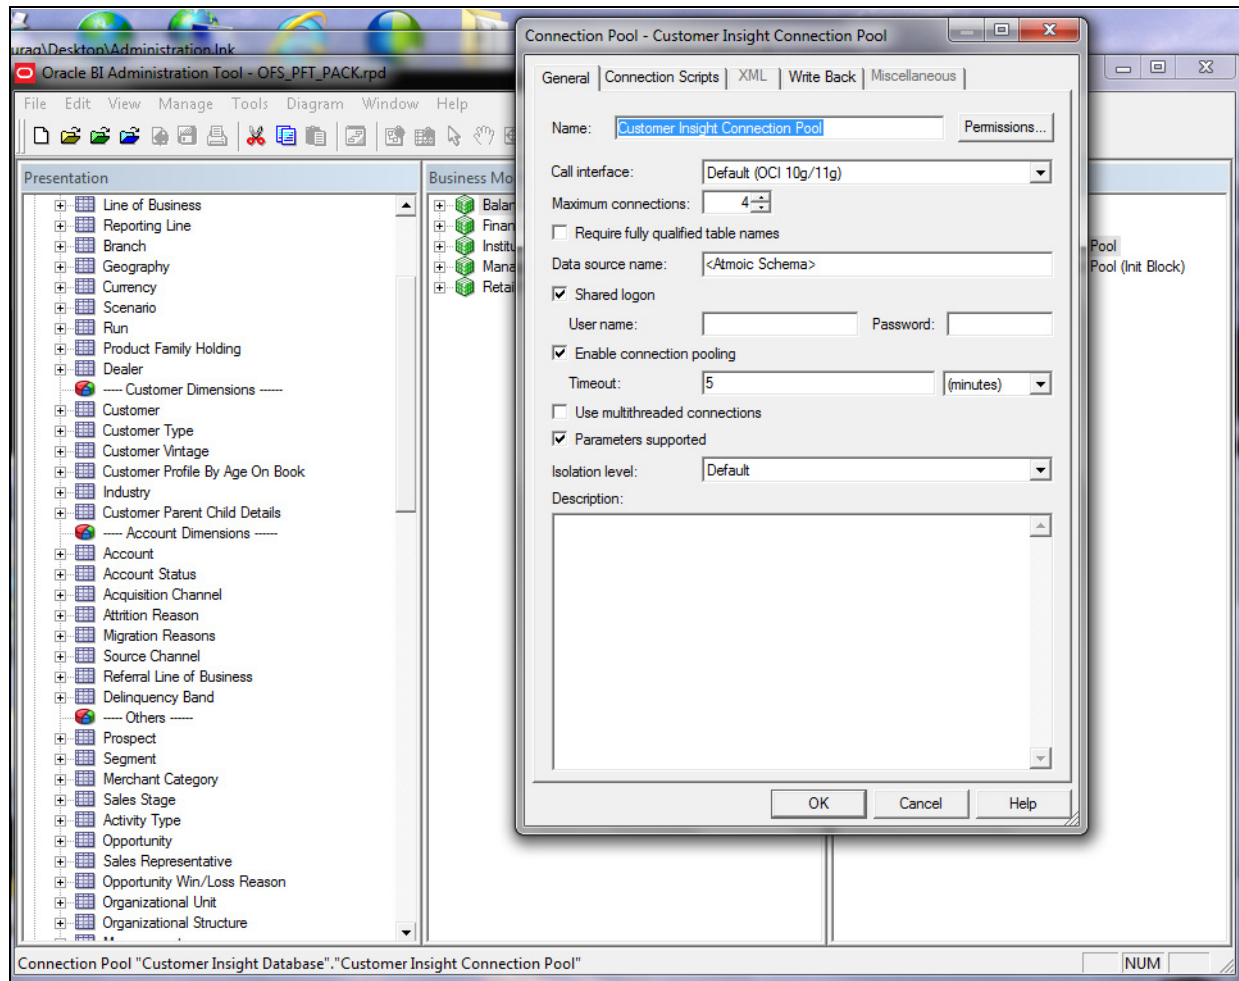 urag\Desktop\Administration.lnk
Oracle BI Administration Tool - OFS_PFT_PACK.rpd
File Edit View Manage Tools Diagram Window Help
Presentation
Line of Business
Reporting Line
Branch
Geography
Currency
Scenario
Run
Product Family Holding
Dealer
----- Customer Dimensions ------
Customer
Customer Type
Customer Vintage
Customer Profile By Age On Book
Industry
Customer Parent Child Details
----- Account Dimensions ------
Account
Account Status
Acquisition Channel
Attrition Reason
Migration Reasons
Source Channel
Referral Line of Business
Delinquency Band
----- Others ------
Prospect
Segment
Merchant Category
Sales Stage
Activity Type
Opportunity
Sales Representative
Opportunity Win/Loss Reason
Organizational Unit
Organizational Structure
Business Mo
Balan
Finan
Institu
Mana
Retai
Connection Pool - Customer Insight Connection Pool
General Connection Scripts XML Write Back Miscellaneous
Name: Customer Insight Connection Pool Permissions...
Call interface: Default (OCI 10g/11g)
Maximum connections: 4
Require fully qualified table names
Data source name: <Atmoic Schema>
Shared logon
User name: Password:
Enable connection pooling
Timeout: 5 (minutes)
Use multithreaded connections
Parameters supported
Isolation level: Default
Description:
OK Cancel Help
Pool
Pool (Init Block)
Connection Pool "Customer Insight Database"."Customer Insight Connection Pool"
NUM